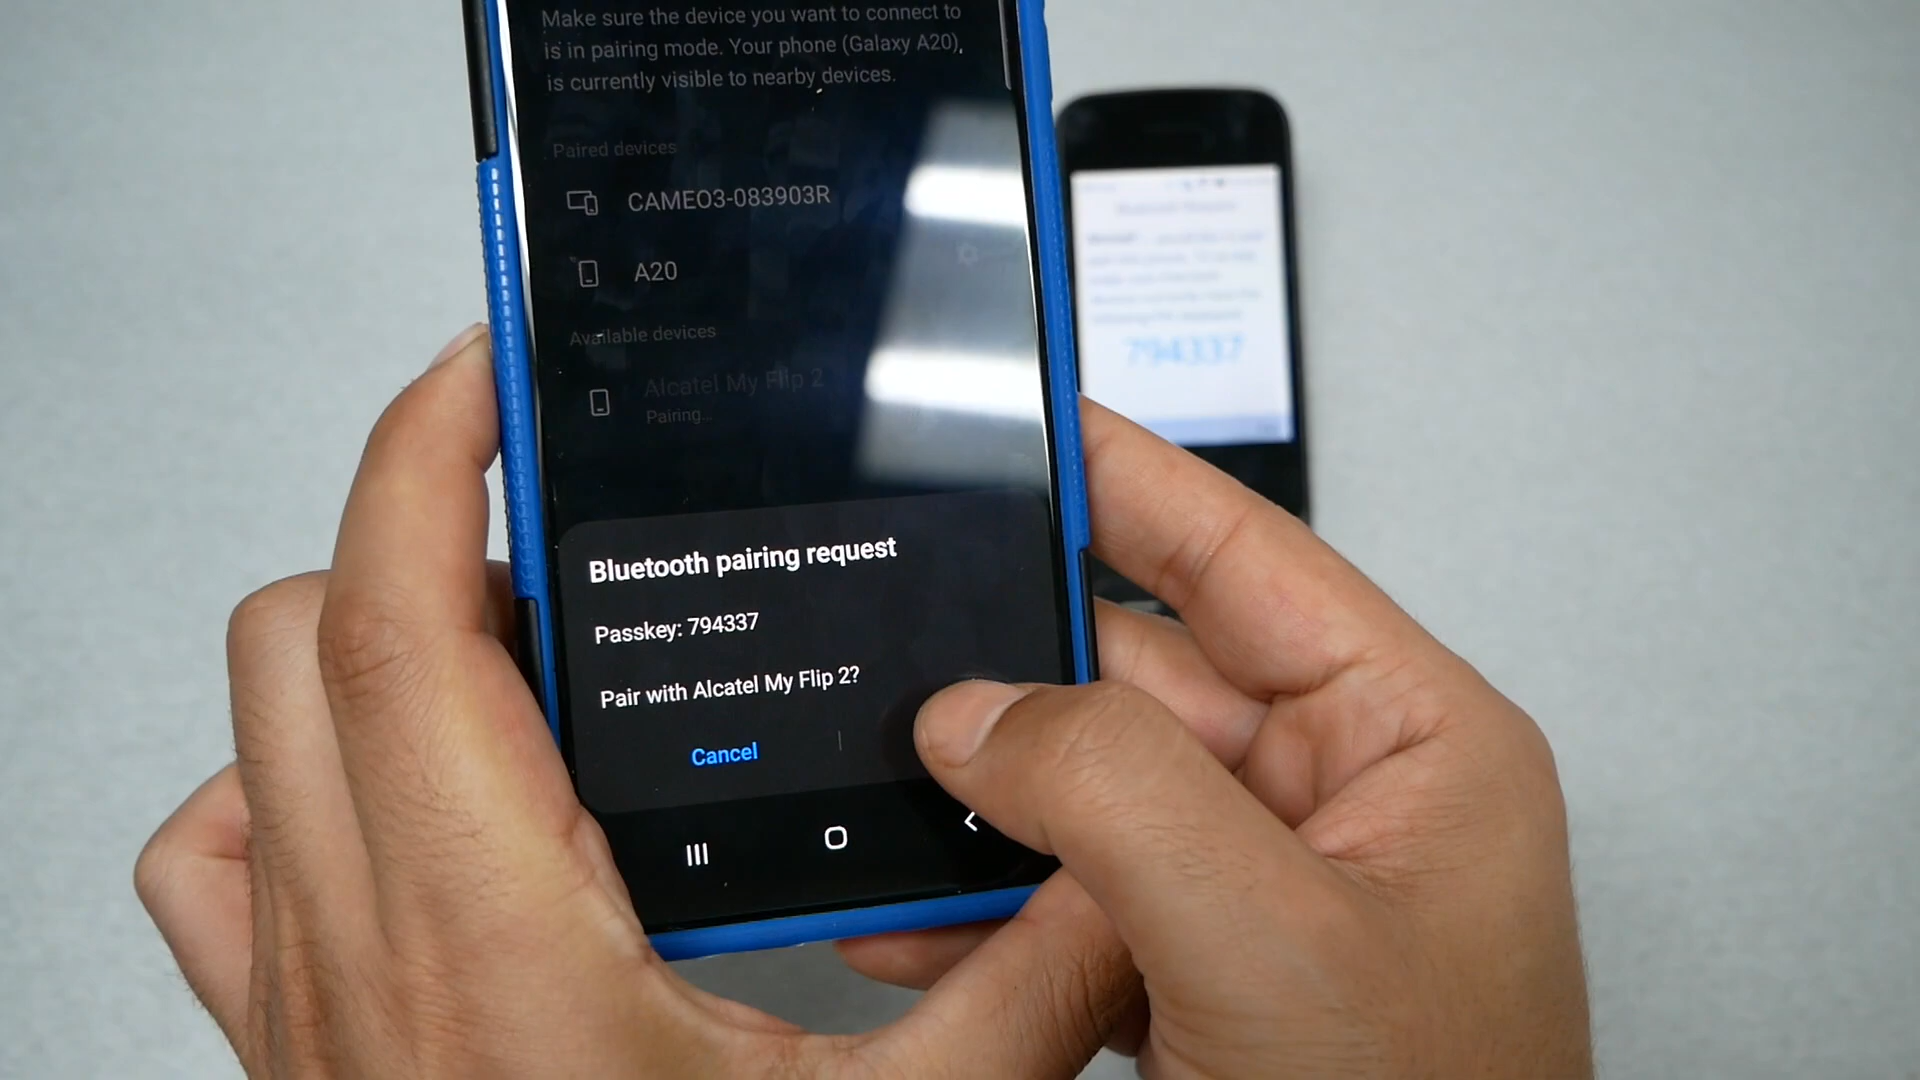 Make sure the device you want to connect to
is in pairing mode. Your phone (Galaxy A20),
is currently visible to nearby devices.
Paired devices
CAMEO3-083903R
A20
Available devices
Alcatel My Flip 2
Pairing...
Bluetooth pairing request
Passkey: 794337
Pair with Alcatel My Flip 2?
Cancel
794337